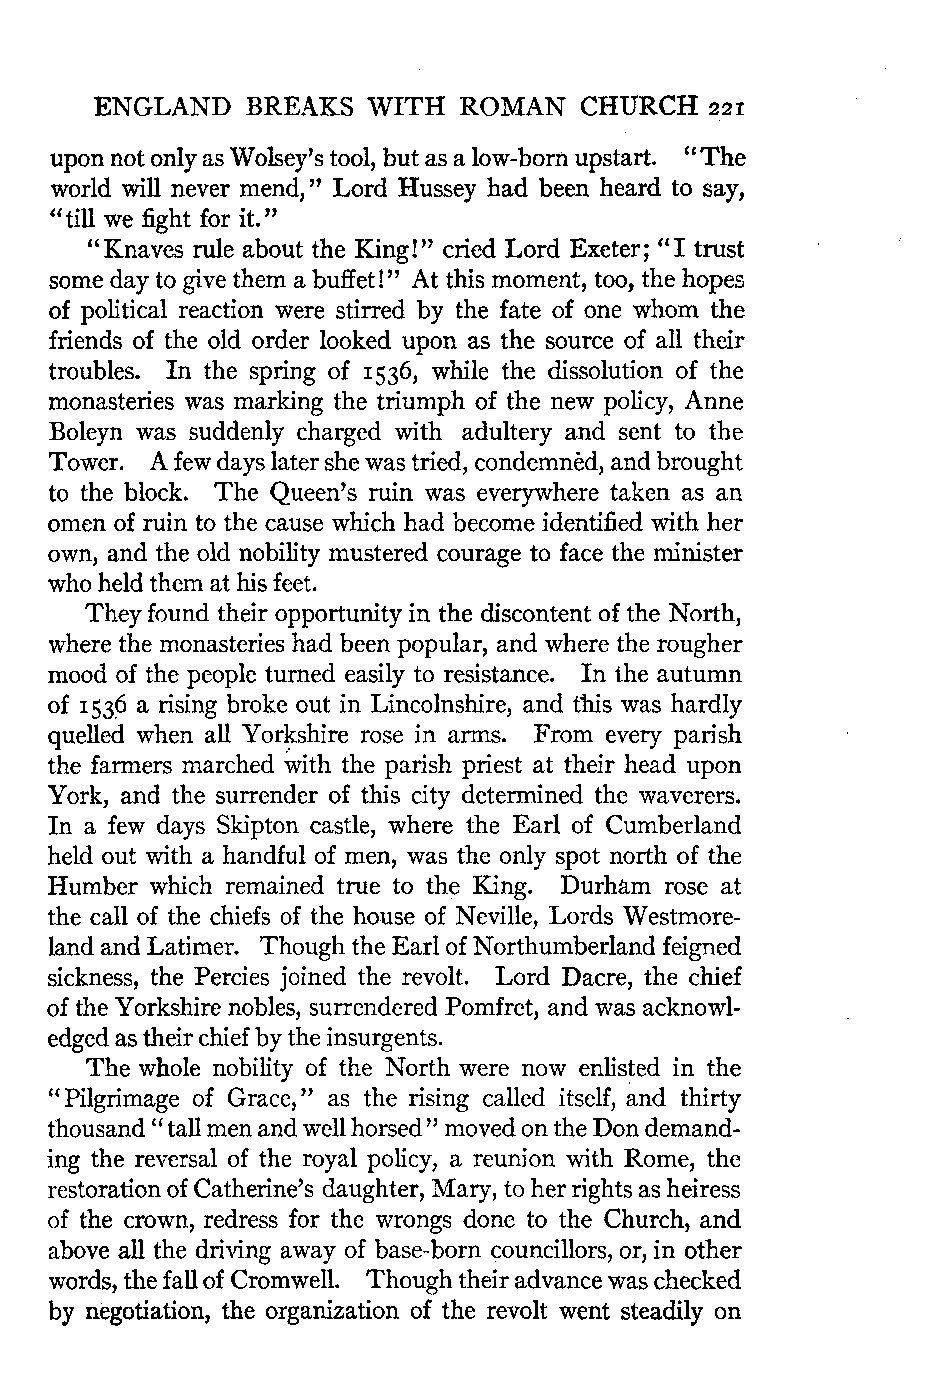 ENGLAND BREAKS WITH ROMAN CHURCH 221
upon not only as Wolsey's tool, but as a low-born upstart. "The
world will never mend," Lord Hussey had been heard to say,
"till we fight for it."
"Knaves rule about the King!" cried Lord Exeter; "I trust
some day to give them a buffet!" At this moment, too, the hopes
of political reaction were stirred by the fate of one whom the
friends of the old order looked upon as the source of all their
troubles. In the spring of 1536, while the dissolution of the
monasteries was marking the triumph of the new policy, Anne
Boleyn was suddenly charged with adultery and sent to the
Tower. A few days later she was tried, condemned, and brought
to the block. The Queen's ruin was everywhere taken as an
omen of ruin to the cause which had become identified with her
own, and the old nobility mustered courage to face the minister
who held them at his feet.
They found their opportunity in the discontent of the North,
where the monasteries had been popular, and where the rougher
mood of the people turned easily to resistance. In the autumn
of 1536 a rising broke out in Lincolnshire, and this was hardly
quelled when all Yorkshire rose in arms. From every parish
the farmers marched with the parish priest at their head upon
York, and the surrender of this city determined the waverers.
In a few days Skipton castle, where the Earl of Cumberland
held out with a handful of men, was the only spot north of the
Humber which remained true to the King. Durham rose at
the call of the chiefs of the house of Neville, Lords Westmore-
land and Latimer. Though the Earl of Northumberland feigned
sickness, the Percies joined the revolt. Lord Dacre, the chief
of the Yorkshire nobles, surrendered Pomfret, and was acknowl-
edged as their chief by the insurgents.
The whole nobility of the North were now enlisted in the
"Pilgrimage of Grace," as the rising called itself, and thirty
thousand "tall men and well horsed" moved on the Don demand-
ing the reversal of the royal policy, a reunion with Rome, the
restoration of Catherine's daughter, Mary, to her rights as heiress
of the crown, redress for the wrongs done to the Church, and
above all the driving away of base-born councillors, or, in other
words, the fall of Cromwell. Though their advance was checked
by negotiation, the organization of the revolt went steadily on